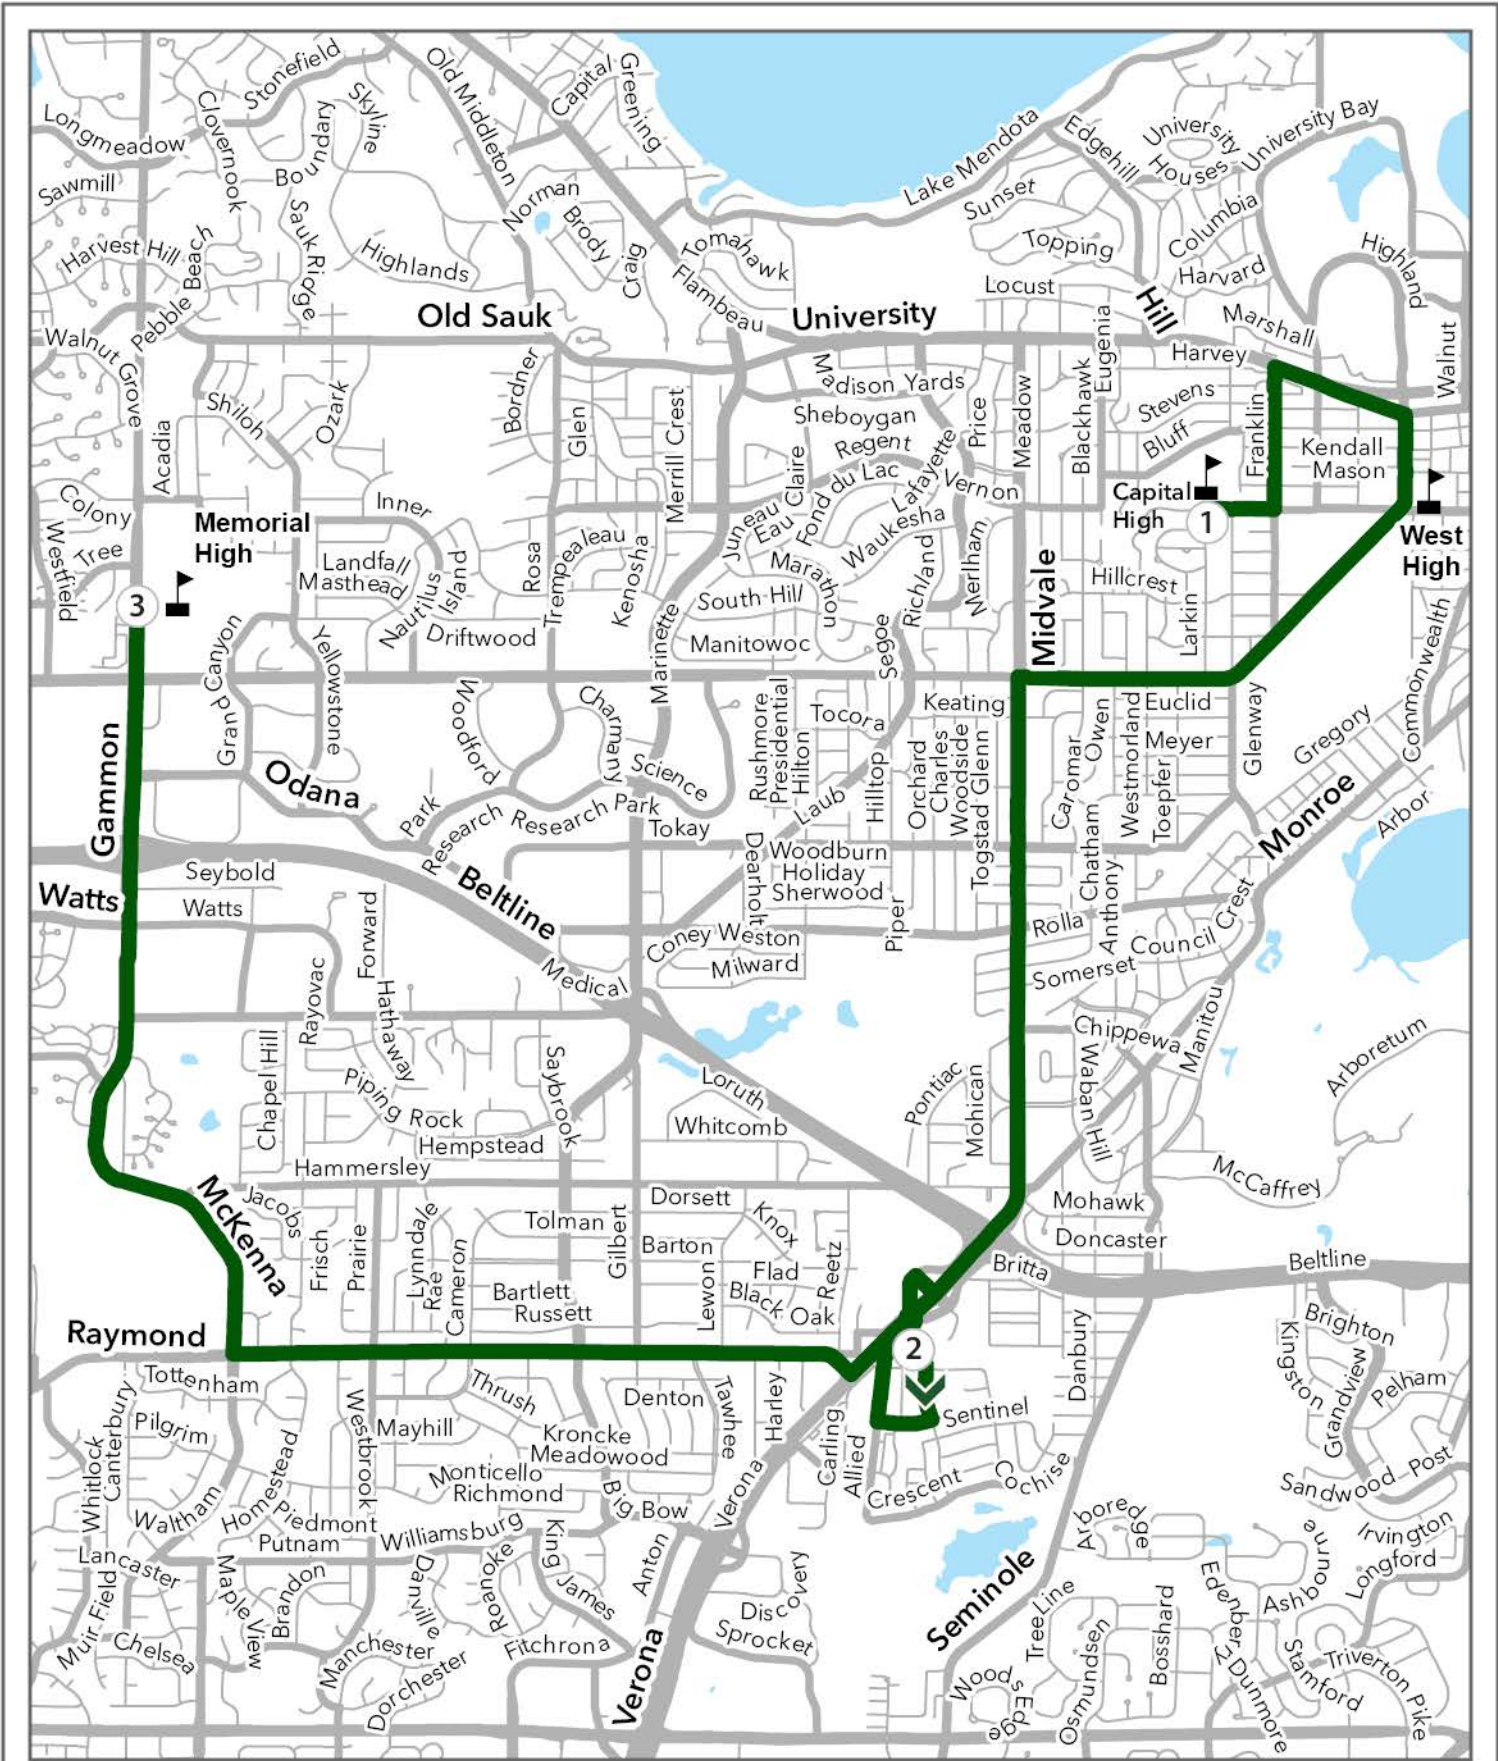 Stonefield
Old Middleton
Capital
Greening
Skyline
Clovernook
Boundary
Longmeadow
Sawmill
Lake Mendota
Edgehill
University
Houses
University Bay
Norman
Brody
Craig
Sunset
Topping
Columbia
Harvard
Highland
Harvest Hill
Pebble Beach
Sauk Ridge
Highlands
Tomahawk
Flambeau
Locust
Hill
Marshall
Old Sauk
University
Eugenia
Harvey
Walnut
Walnut Grove
Bordner
Madison Yards
Sheboygan
Regent
Price
Meadow
Blackhawk
Stevens
Bluff
Franklin
Kendall
Mason
Shiloh
Ozark
Acadia
Glen
Merrill Crest
Juneau
Eau Claire
Fond du Lac
Lafayette
Vernon
Waukesha
Capital
High
1
West
High
Colony
Tree
Westfield
Memorial
High
3
Inner
Landfall
Masthead
Nautilus
Island
Driftwood
Rosa
Trempealeau
Kenosha
Marinette
South Hill
Manitowoc
Marathon
Richland
Merlham
Segoe
Midvale
Hillcrest
Larkin
Commonwealth
Grand Canyon
Yellowstone
Woodford
Charmany
Science
Rushmore
Presidential
Hilton
Tocora
Keating
Orchard
Charles
Woodside
Glenn
Togstad
Hilltop
Laub
Caromar
Owen
Westmorland
Euclid
Meyer
Toepfer
Glenway
Gregory
Monroe
Arbor
Gammon
Odana
Park
Research
Research Park
Tokay
Dearholt
Woodburn
Holiday
Sherwood
Piper
Chatham
Anthony
Watts
Seybold
Watts
Beltline
Forward
Rayovac
Hathaway
Medical
Coney Weston
Milward
Rolla
Crest
Council
Somerset
Chippewa
Manitou
Waban Hill
Arboretum
Chapel Hill
Piping Rock
Hempstead
Saybrook
Loruth
Whitcomb
Pontiac
Mohican
Hammersley
McKenna
Jacobs
Frisch
Prairie
Lynndale
Rae
Cameron
Tolman
Gilbert
Dorsett
Barton
Knox
Flad
Black Oak
Reetz
Lewon
Bartlett
Russett
McCaffrey
Mohawk
Doncaster
Britta
Beltline
Raymond
2
Tottenham
Pilgrim
Canterbury
Whitlock
Waltham
Homestead
Westbrook
Mayhill
Thrush
Kroncke
Meadowood
Monticello
Richmond
Denton
Tawhee
Harley
Carling
Allied
Sentinel
Crescent
Cochise
Danbury
Brighton
Kingston
Grandview
Pelham
Sandwood
Post
Piedmont
Putnam
Williamsburg
Big Bow
Verona
Lancaster
Muir Field
Chelsea
Maple View
Brandon
Danville
Roanoke
King James
Anton
Fitchrona
Manchester
Dorchester
Discovery
Sprocket
Verona
Seminole
Arboredge
Tree Line
Woods Edge
Osmundsen
Bosshard
Edenberry
Dunmore
Ashbourne
Irvington
Longford
Stamford
Triverton Pike